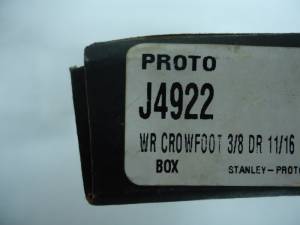 PROTO
J4922
WR CROWFOOT 3/8 DR 11/16
BOX STANLEY-PROTO